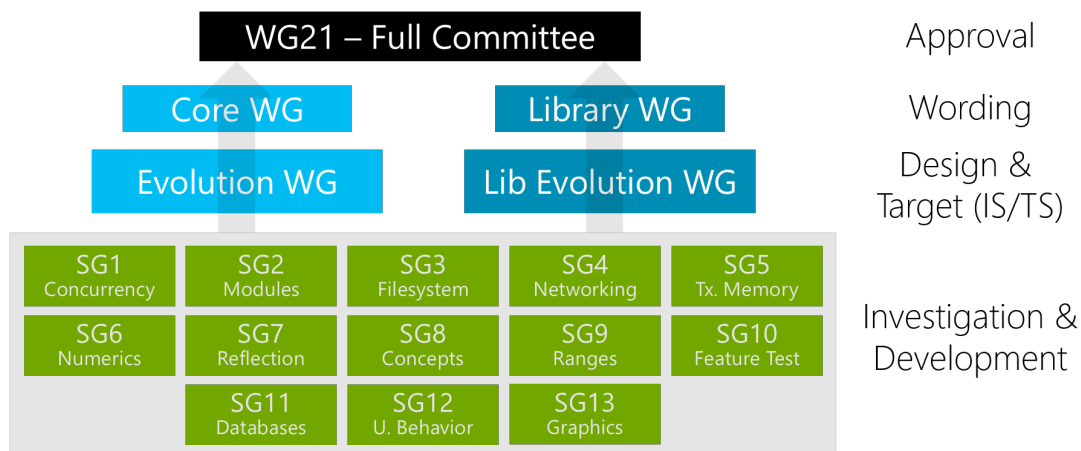 WG21 – Full Committee
Approval
Core WG
Library WG
Wording
Evolution WG
Lib Evolution WG
Design &
Target (IS/TS)
SG1
Concurrency
SG2
Modules
SG3
Filesystem
SG4
Networking
SG5
Tx. Memory
SG6
Numerics
SG7
Reflection
SG8
Concepts
SG9
Ranges
SG10
Feature Test
Investigation &
Development
SG11
Databases
SG12
U. Behavior
SG13
Graphics